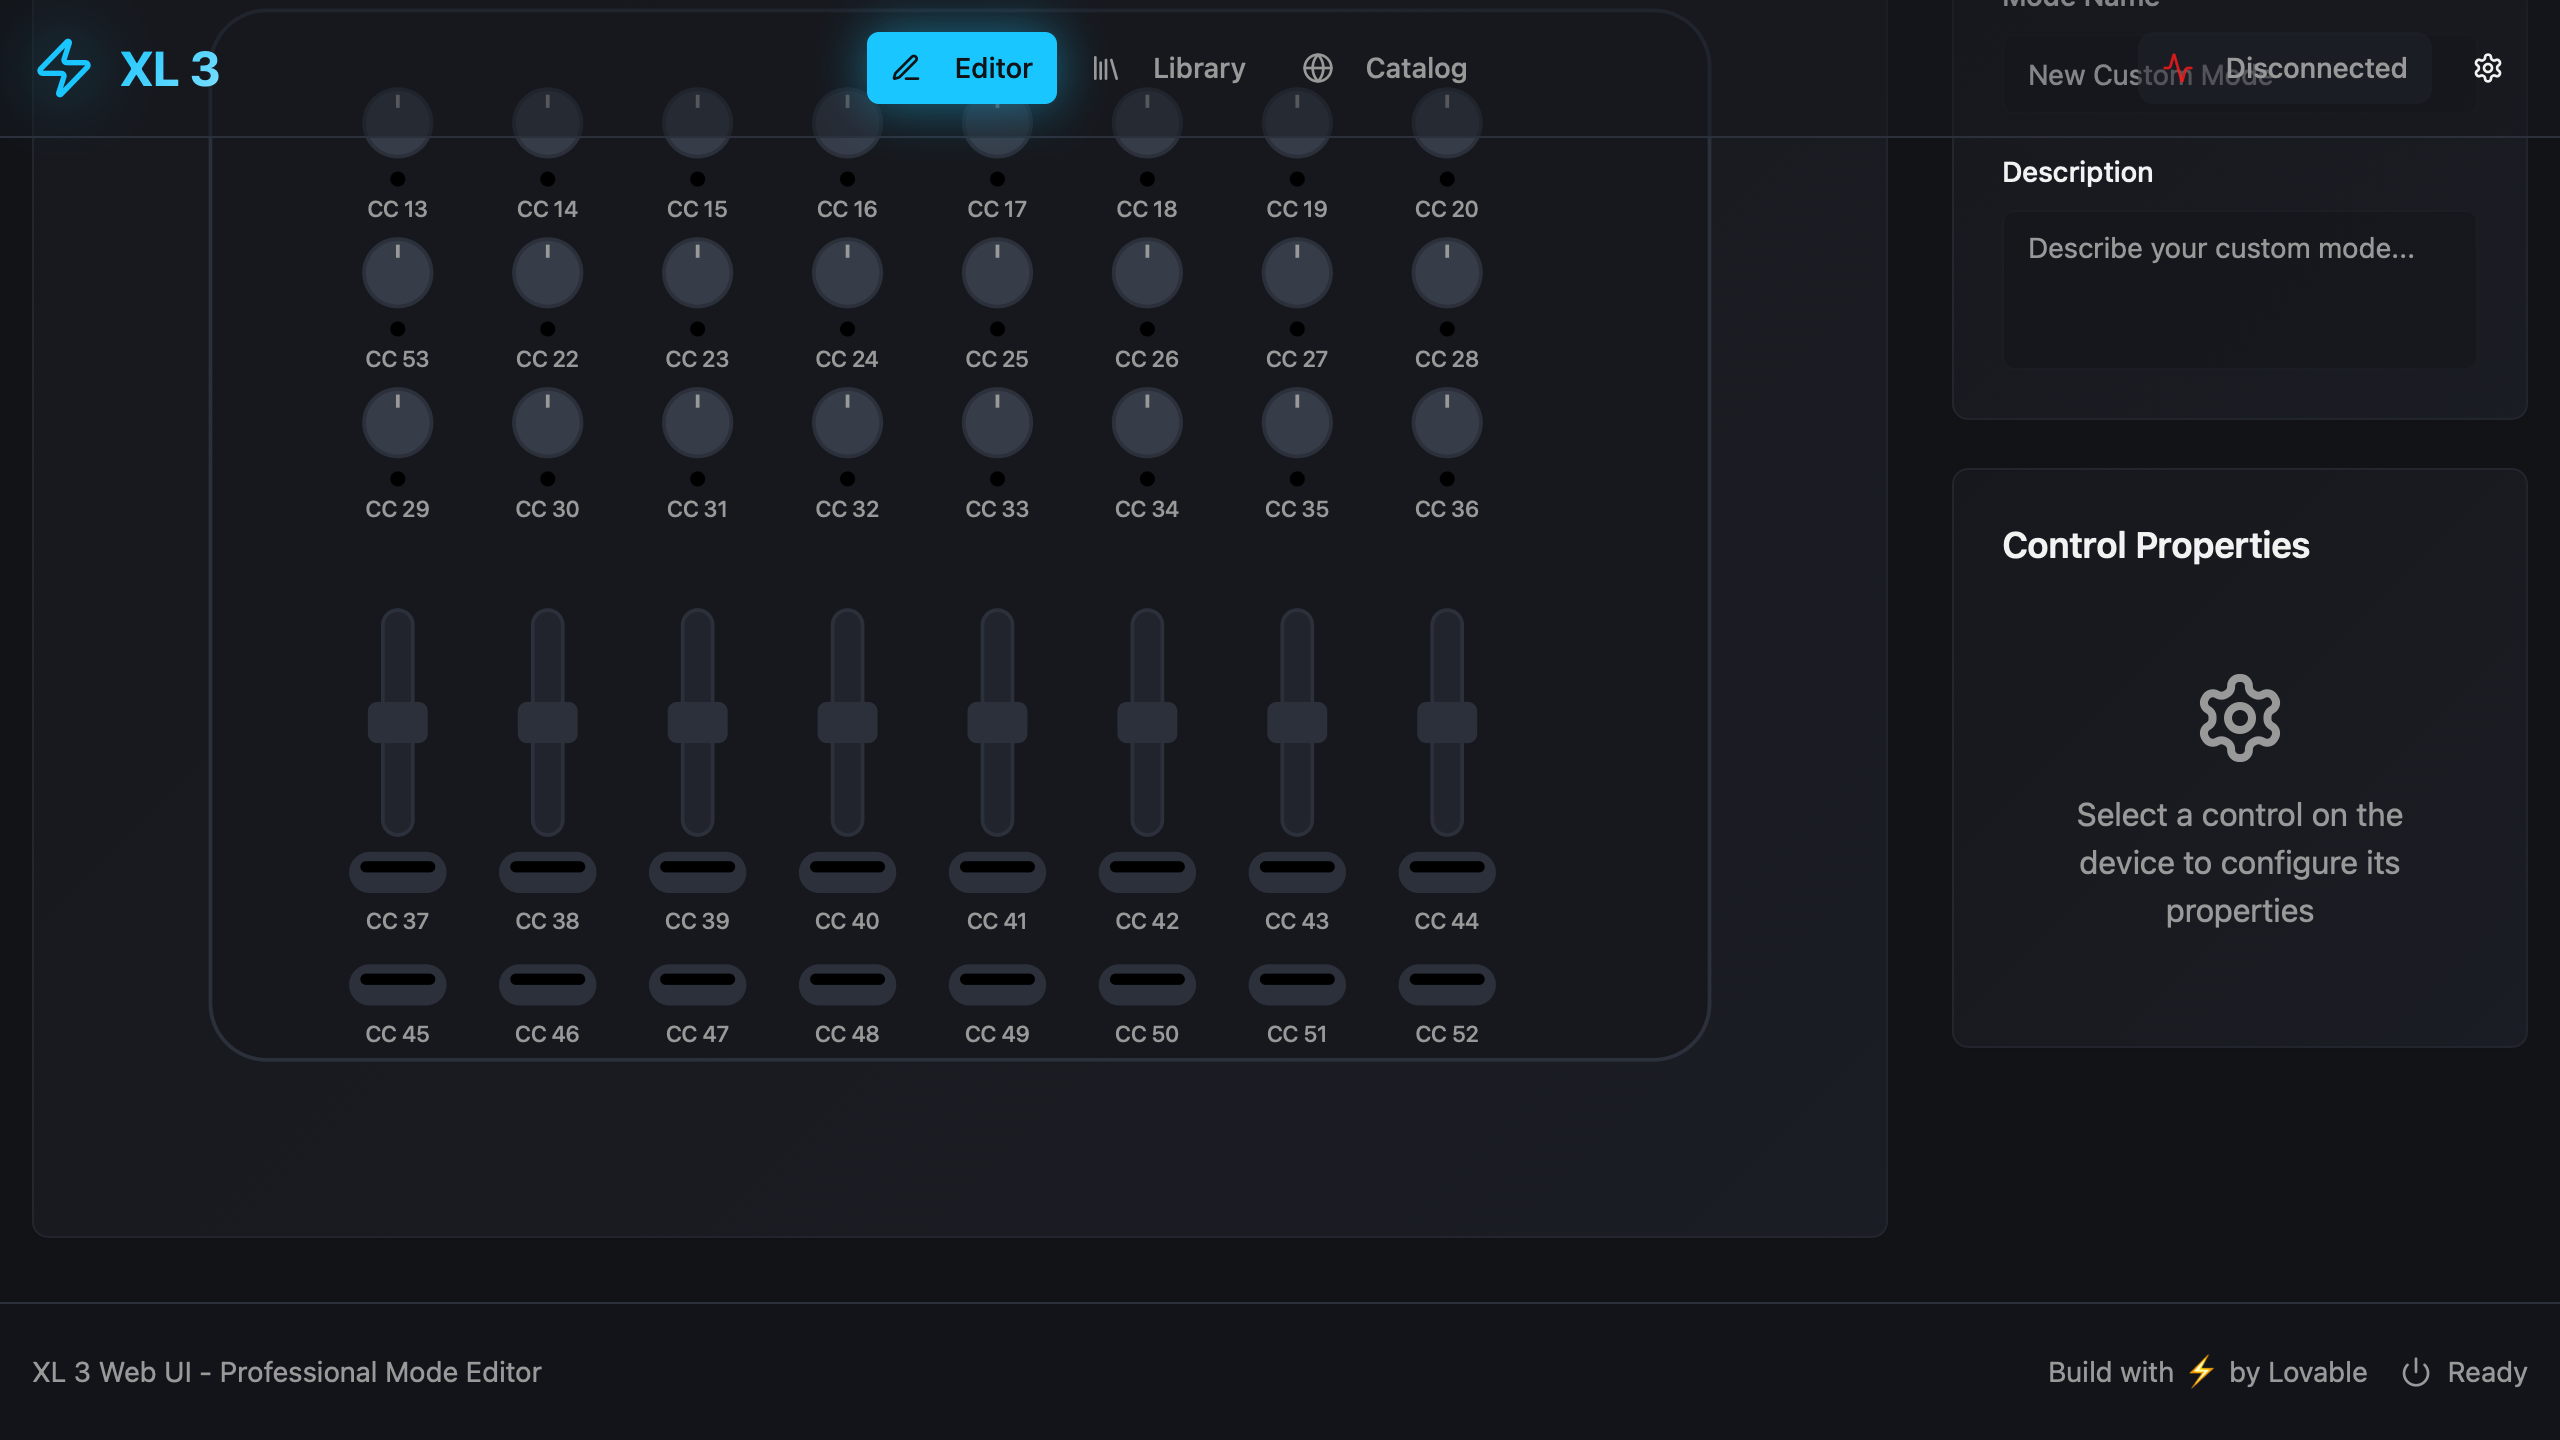 Mode Name
XL 3
Editor
Library
Catalog
New Custom Mode
Disconnected
Description
Describe your custom mode...
CC 13 CC 14 CC 15 CC 16 CC 17 CC 18 CC 19 CC 20
CC 53 CC 22 CC 23 CC 24 CC 25 CC 26 CC 27 CC 28
CC 29 CC 30 CC 31 CC 32 CC 33 CC 34 CC 35 CC 36
Control Properties
Select a control on the
device to configure its
properties
CC 37 CC 38 CC 39 CC 40 CC 41 CC 42 CC 43 CC 44
CC 45 CC 46 CC 47 CC 48 CC 49 CC 50 CC 51 CC 52
XL 3 Web UI - Professional Mode Editor
Build with ⚡ by Lovable
Ready